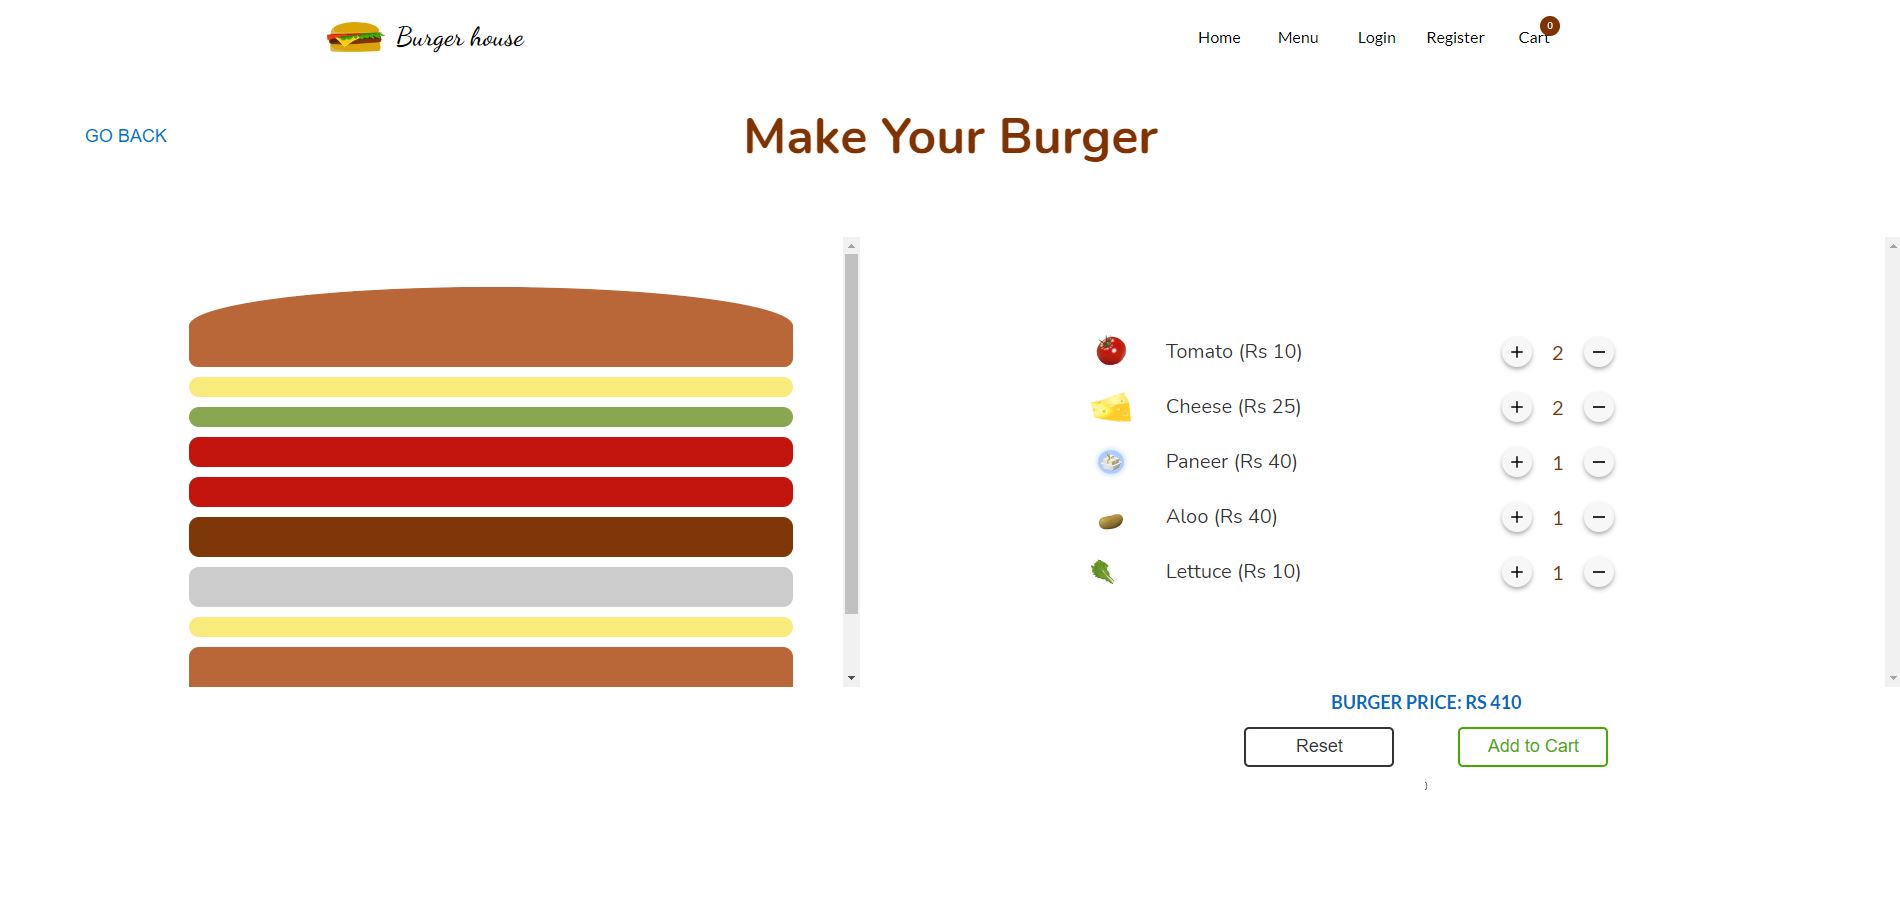 Burger house
Home Menu Login Register Cart 0
GO BACK
Make Your Burger
Tomato (Rs 10) + 2 −
Cheese (Rs 25) + 2 −
Paneer (Rs 40) + 1 −
Aloo (Rs 40) + 1 −
Lettuce (Rs 10) + 1 −
BURGER PRICE: RS 410
Reset Add to Cart
)